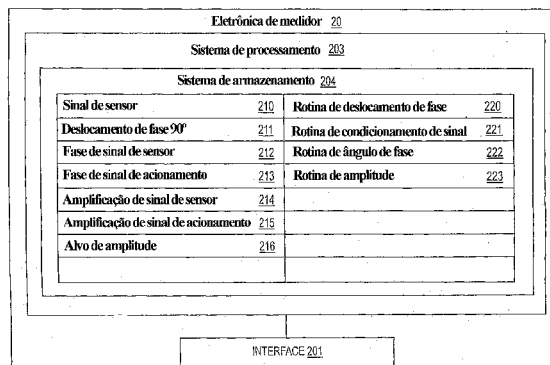 Eletrônica de medidor 20
Sistema de processamento 203
Sistema de armazenamento 204
Sinal de sensor 210
Rotina de deslocamento de fase 220
Deslocamento de fase 90º 211
Rotina de condicionamento de sinal 221
Fase de sinal de sensor 212
Rotina de ângulo de fase 222
Fase de sinal de acionamento 213
Rotina de amplitude 223
Amplificação de sinal de sensor 214
Amplificação de sinal de acionamento 215
Alvo de amplitude 216
INTERFACE 201